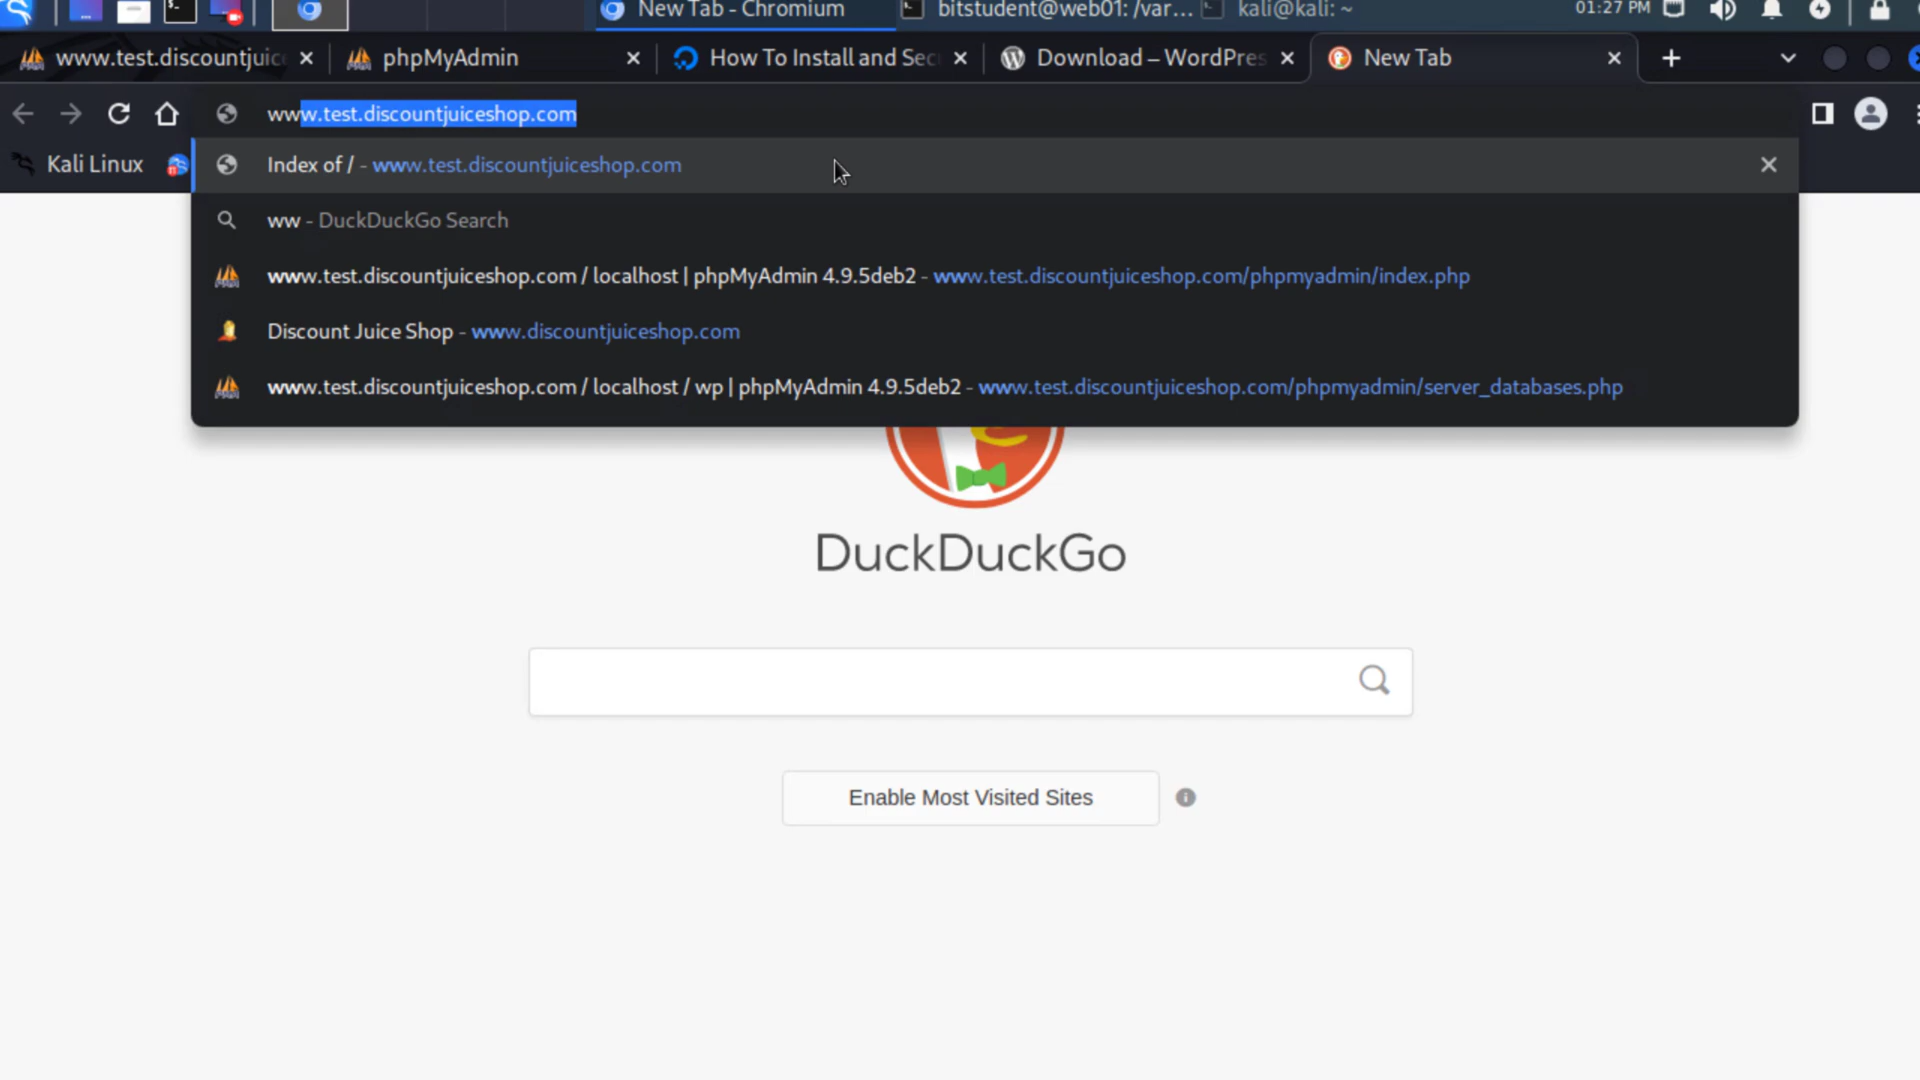 New Tab - Chromium
bitstudent@web01: /var...
kali@kali: ~
01:27 PM
www.test.discountjuice
phpMyAdmin
How To Install and Sec
Download – WordPres
New Tab
www.test.discountjuiceshop.com
Kali Linux
Index of / - www.test.discountjuiceshop.com
ww - DuckDuckGo Search
www.test.discountjuiceshop.com / localhost | phpMyAdmin 4.9.5deb2 - www.test.discountjuiceshop.com/phpmyadmin/index.php
Discount Juice Shop - www.discountjuiceshop.com
www.test.discountjuiceshop.com / localhost / wp | phpMyAdmin 4.9.5deb2 - www.test.discountjuiceshop.com/phpmyadmin/server_databases.php
DuckDuckGo
Enable Most Visited Sites